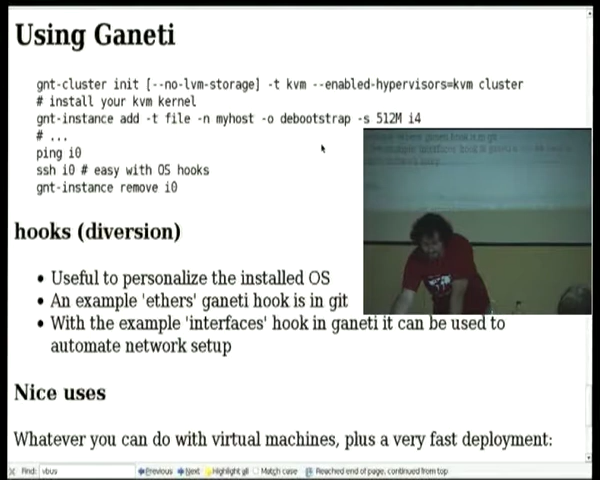 Using Ganeti
gnt-cluster init [--no-lvm-storage] -t kvm --enabled-hypervisors=kvm cluster
# install your kvm kernel
gnt-instance add -t file -n myhost -o debootstrap -s 512M i4
# ...
ping i0
ssh i0 # easy with OS hooks
gnt-instance remove i0
hooks (diversion)
• Useful to personalize the installed OS
• An example 'ethers' ganeti hook is in git
• With the example 'interfaces' hook in ganeti it can be used to
automate network setup
Nice uses
Whatever you can do with virtual machines, plus a very fast deployment:
Find: vbus Previous Next Highlight all Match case Reached end of page, continued from top